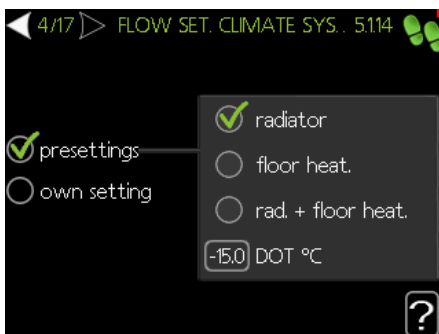 4/17 FLOW SET. CLIMATE SYS.. 5.1.14
radiator
presettings
floor heat.
own setting
rad. + floor heat.
-15.0 DOT °C
?